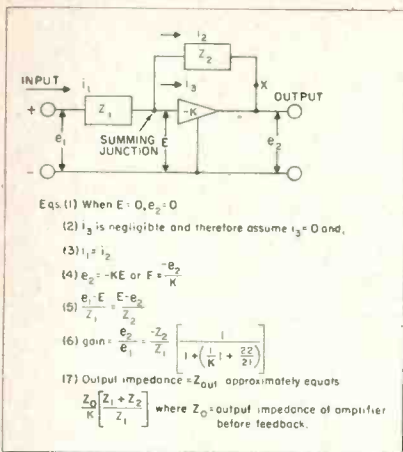 i₂
Z₂
INPUT
i₁
i₃
X
OUTPUT
+
Z₁
-K
e₁
SUMMING
JUNCTION
E
e₂
-
Eqs.(1) When E=0, e₂=0
(2) i₃ is negligible and therefore assume i₃=0 and,
(3) i₁=i₂
(4) e₂=-KE or E=-e₂/K
(5) e₁-E/Z₁ = E-e₂/Z₂
(6) gain= e₂/e₁ = -Z₂/Z₁ [1/1+(1/K)(1+Z2/Z1)]
(7) Output impedance=Zout approximately equals
Z₀/K [Z₁+Z₂/Z₁] where Z₀=output impedance of amplifier
before feedback.